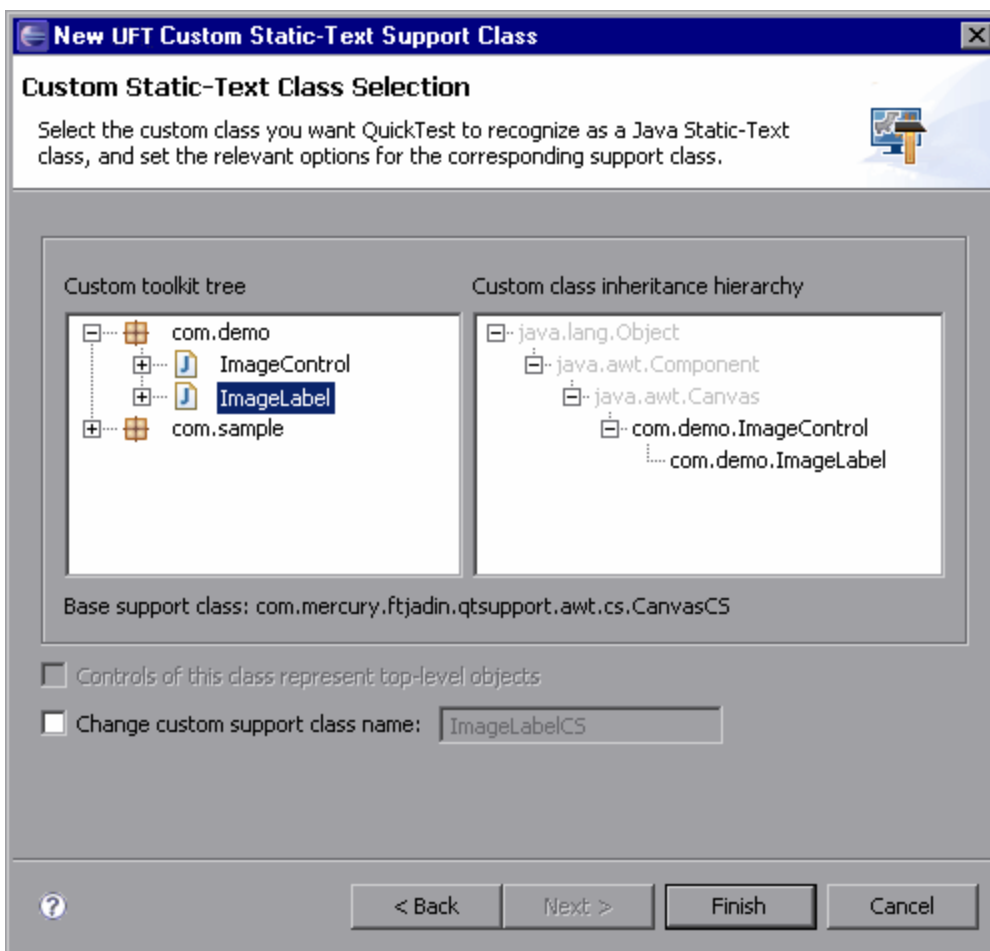 New UFT Custom Static-Text Support Class
Custom Static-Text Class Selection
Select the custom class you want QuickTest to recognize as a Java Static-Text
class, and set the relevant options for the corresponding support class.
Custom toolkit tree
com.demo
ImageControl
ImageLabel
com.sample
Custom class inheritance hierarchy
java.lang.Object
java.awt.Component
java.awt.Canvas
com.demo.ImageControl
com.demo.ImageLabel
Base support class: com.mercury.ftjadin.qtsupport.awt.cs.CanvasCS
Controls of this class represent top-level objects
Change custom support class name: ImageLabelCS
? < Back Next > Finish Cancel